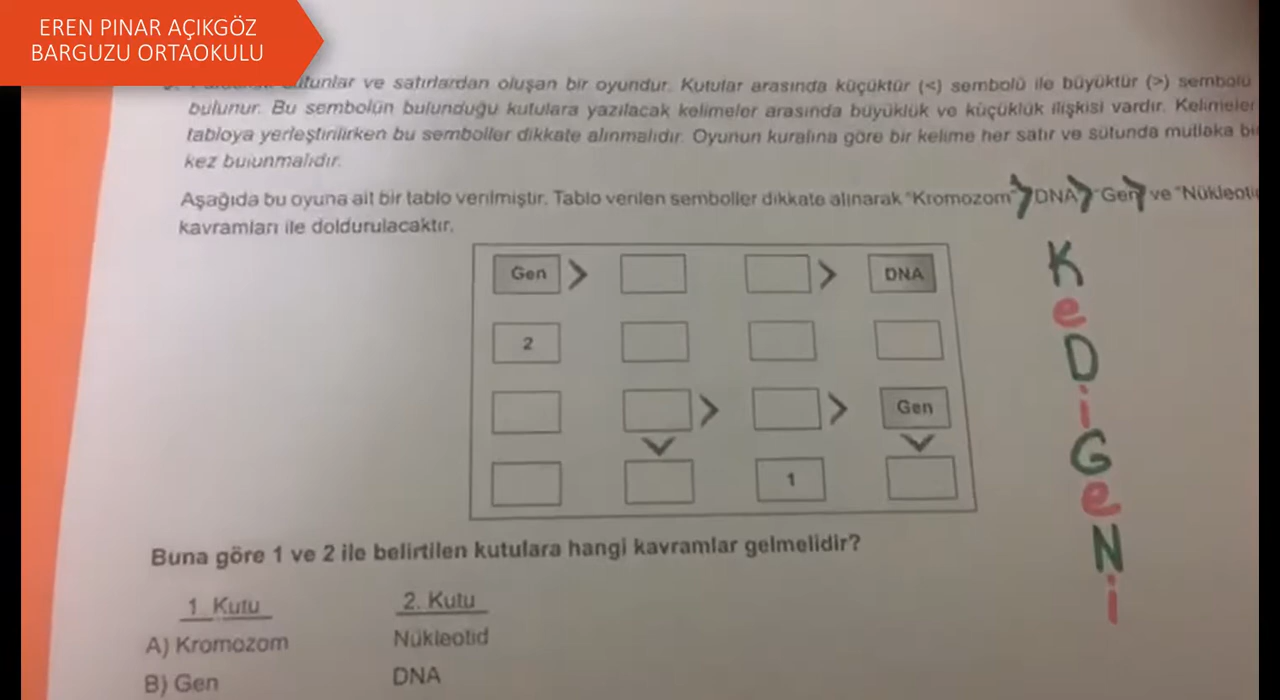 EREN PINAR AÇIKGÖZ
BARGUZU ORTAOKULU
ve satırlardan oluşan bir oyundur. Kutular arasında küçüktür (<) sembolü ile büyüktür (>) sembolü
bulunur. Bu sembolün bulunduğu kutulara yazılacak kelimeler arasında büyüklük ve küçüklük ilişkisi vardır. Kelimeler
tabloya yerleştirilirken bu semboller dikkate alınmalıdır. Oyunun kuralına göre bir kelime her satır ve sütunda mutlaka
kez bulunmalıdır.
Aşağıda bu oyuna ait bir tablo verilmiştir. Tablo verilen semboller dikkate alınarak "Kromozom" > DNA > "Gen" > ve
kavramları ile doldurulacaktır.
Gen > > DNA
2
> > Gen
1
K
e
D
i
G
e
N
i
Buna göre 1 ve 2 ile belirtilen kutulara hangi kavramlar gelmelidir?
1. Kutu 2. Kutu
A) Kromozom Nükleotid
B) Gen DNA